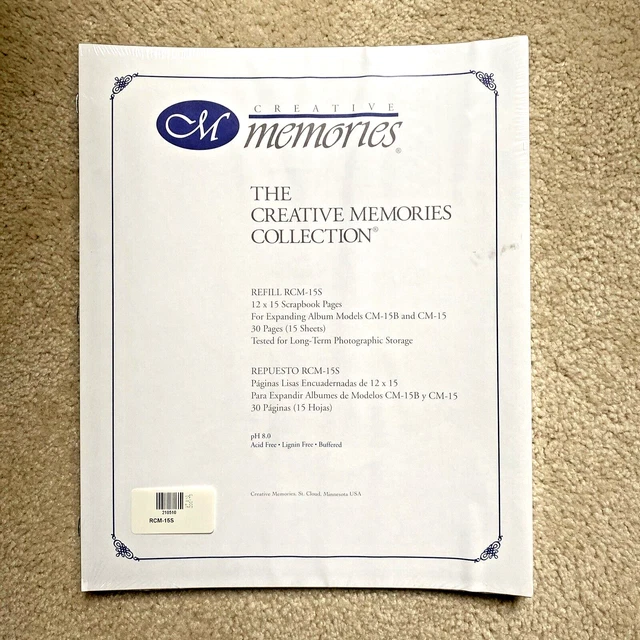 CM
CREATIVE
memories®
THE
CREATIVE MEMORIES
COLLECTION®
REFILL RCM-15S
12 x 15 Scrapbook Pages
For Expanding Album Models CM-15B and CM-15
30 Pages (15 Sheets)
Tested for Long-Term Photographic Storage
REPUESTO RCM-15S
Páginas Lisas Encuadernadas de 12 x 15
Para Expandir Albumes de Modelos CM-15B y CM-15
30 Páginas (15 Hojas)
pH 8.0
Acid Free • Lignin Free • Buffered
Creative Memories, St. Cloud, Minnesota USA
RCM-15S